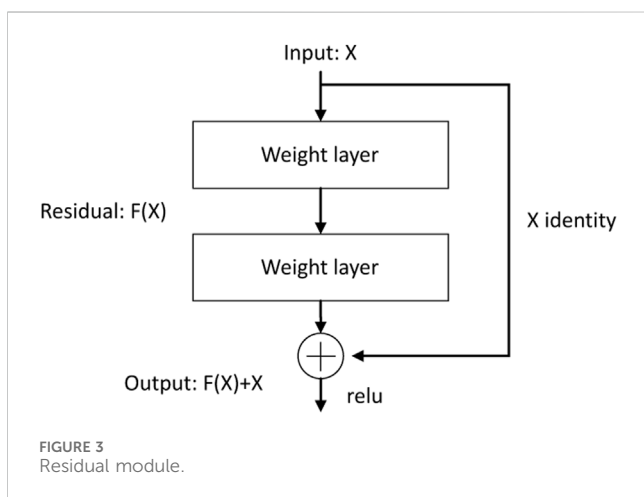 Input: X
Weight layer
Residual: F(X)
X identity
Weight layer
Output: F(X)+X
relu
FIGURE 3
Residual module.